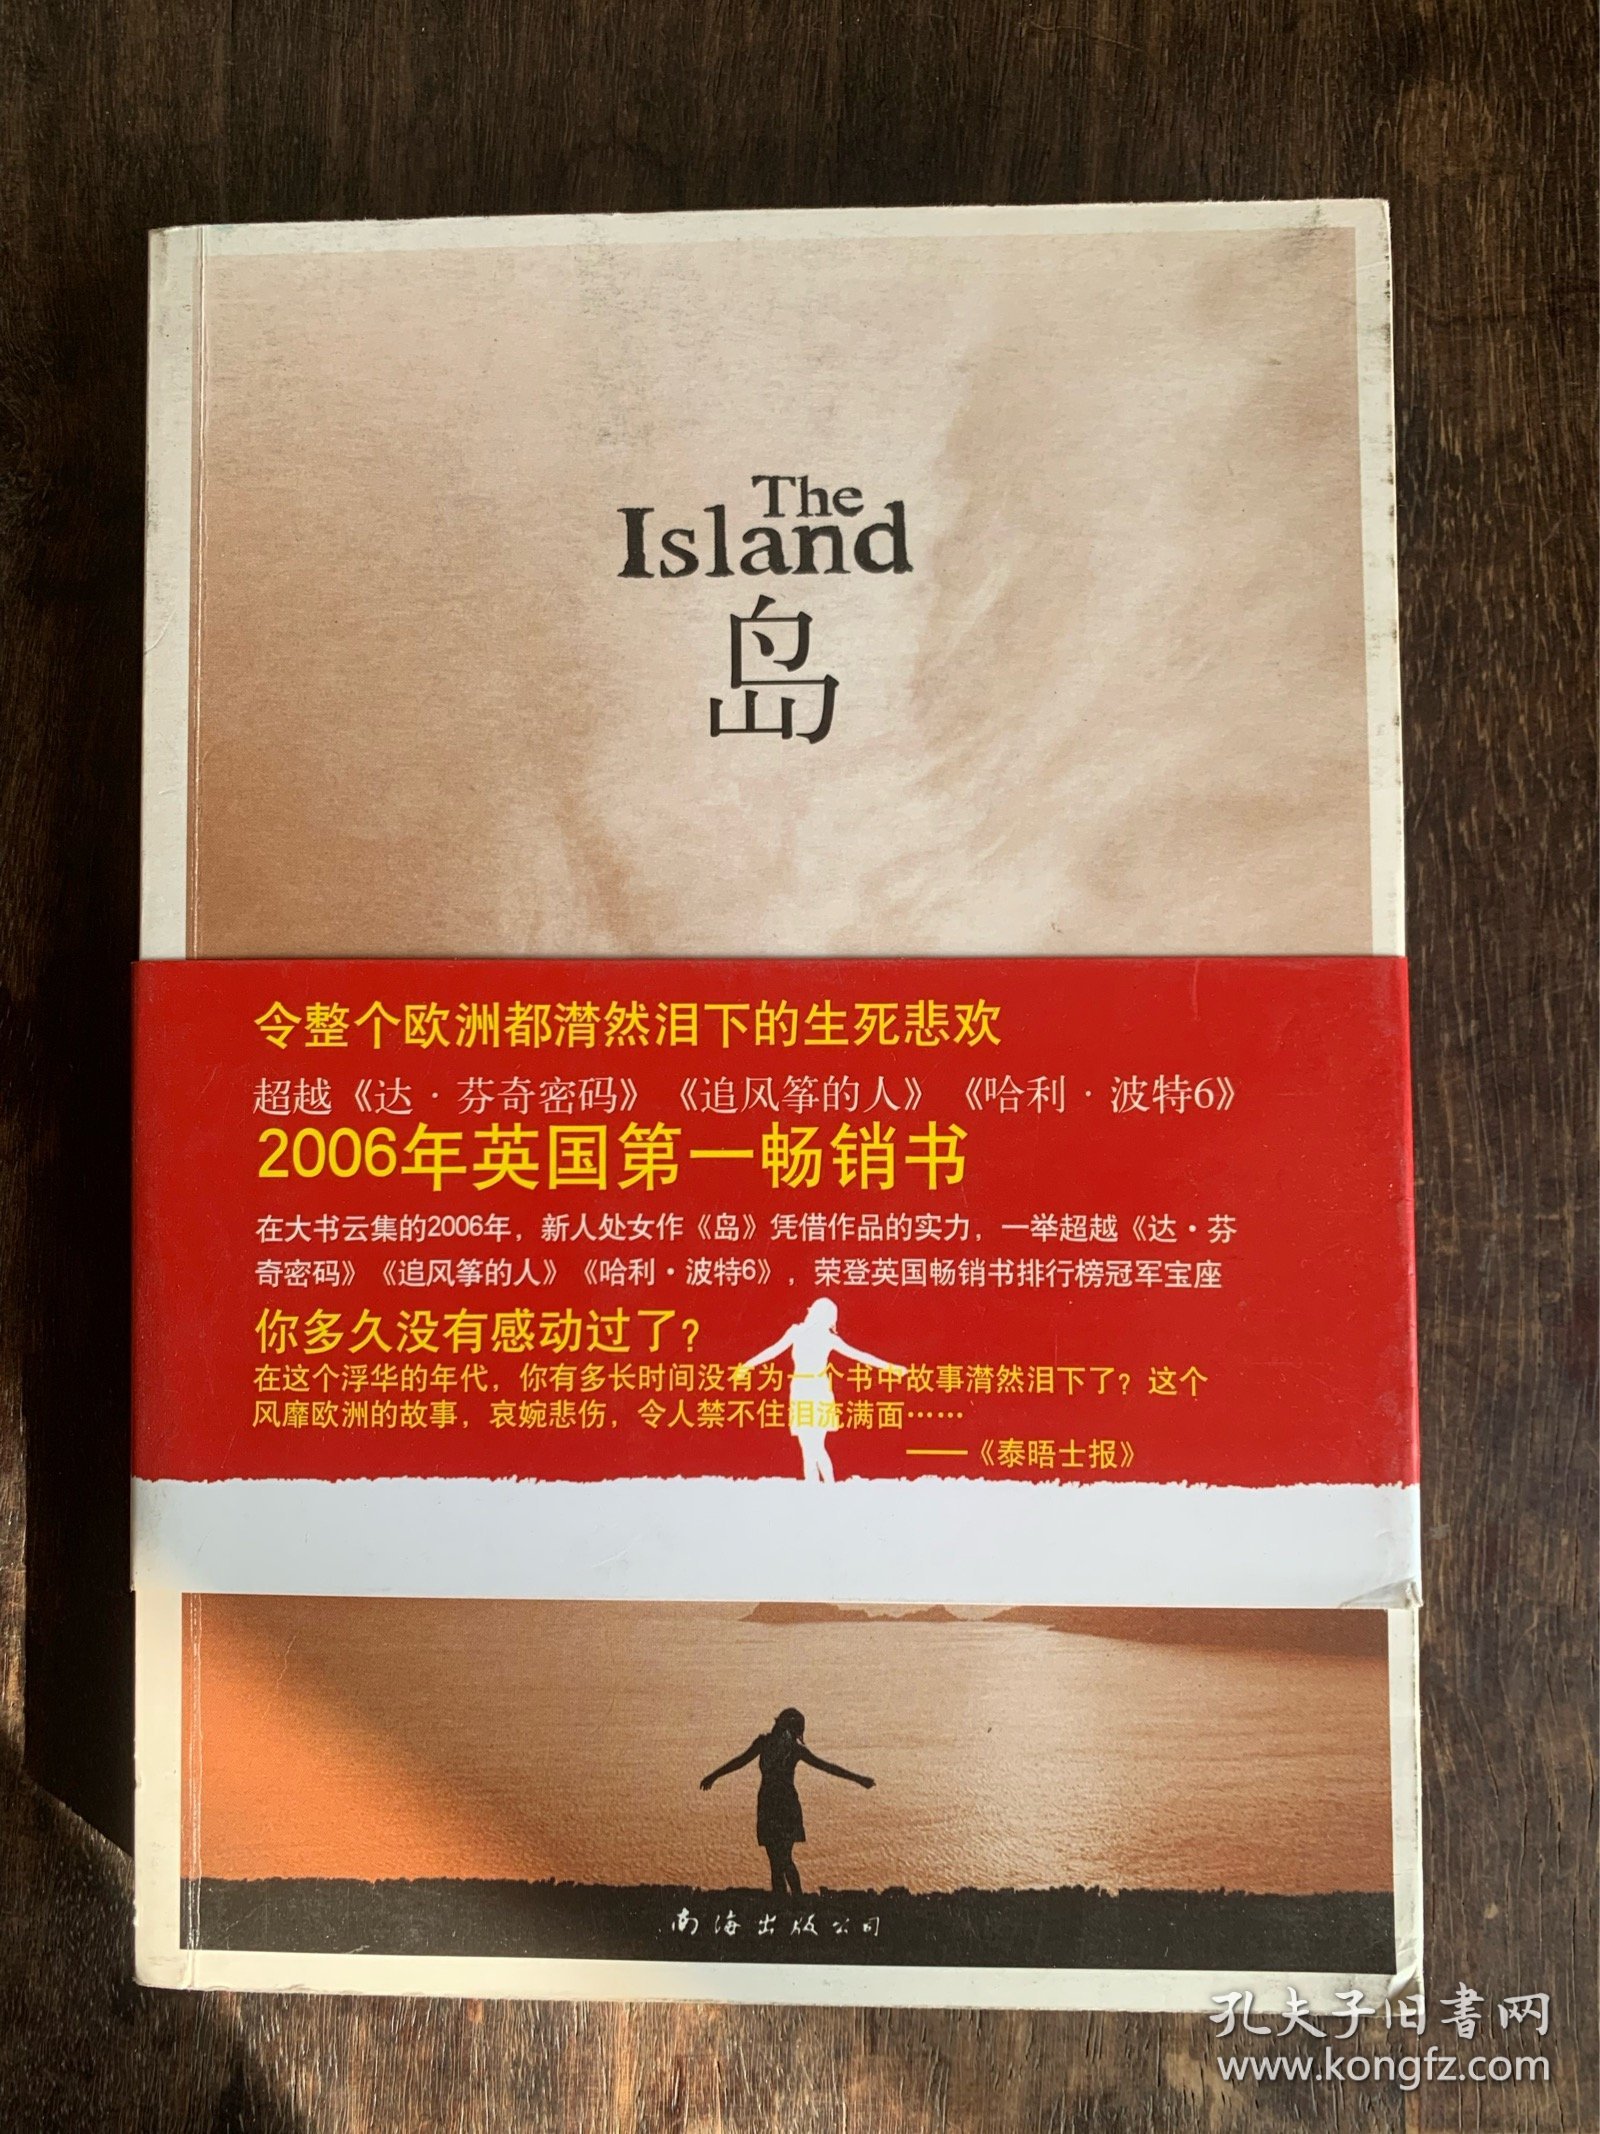 The
Island
岛
令整个欧洲都潸然泪下的生死悲欢
超越《达·芬奇密码》《追风筝的人》《哈利·波特6》
2006年英国第一畅销书
在大书云集的2006年，新人处女作《岛》凭借作品的实力，一举超越《达·芬
奇密码》《追风筝的人》《哈利·波特6》，荣登英国畅销书排行榜冠军宝座
你多久没有感动过了？
在这个浮华的年代，你有多长时间没有为一个书中故事潸然泪下了？这个
风靡欧洲的故事，哀婉悲伤，令人禁不住泪流满面……
——《泰晤士报》
南海出版公司
孔夫子旧書网
www.kongfz.com